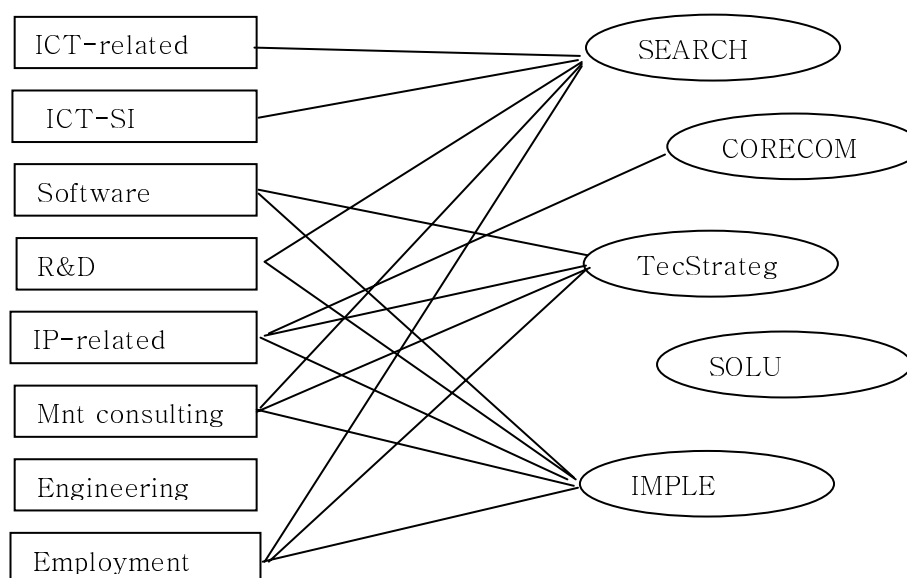 ICT-related
ICT-SI
Software
R&D
IP-related
Mnt consulting
Engineering
Employment
SEARCH
CORECOM
TecStrateg
SOLU
IMPLE